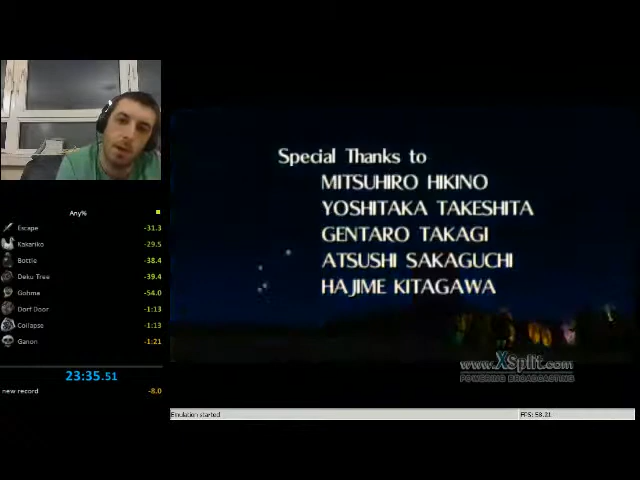 Any%
Escape -31.3
Kakariko -29.5
Bottle -38.4
Deku Tree -39.4
Gohma -54.0
Dorf Door -1:13
Collapse -1:13
Ganon -1:21
23:35.51
new record -8.0
Special Thanks to
MITSUHIRO HIKINO
YOSHITAKA TAKESHITA
GENTARO TAKAGI
ATSUSHI SAKAGUCHI
HAJIME KITAGAWA
www.XSplit.com
POWERING BROADCASTING
Emulation started FPS: 58.21